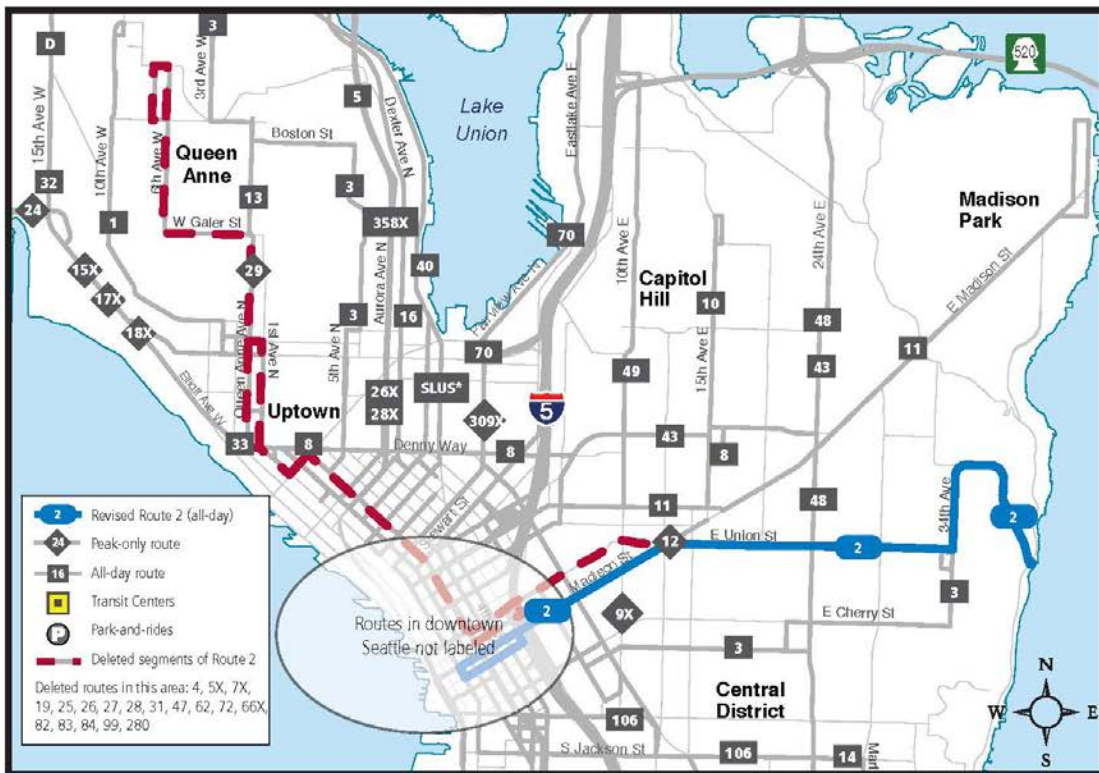 D
3
3rd Ave W
5
Dexter Ave N
Lake
Union
Eastlake Ave E
520
15th Ave W
10th Ave W
6th Ave W
Queen
Anne
Boston St
3
32
24
1
W Galer St
13
358X
29
15X
17X
18X
Elliott Ave W
Queen Anne Ave N
1st Ave N
5th Ave N
3
Aurora Ave N
40
16
70
Fairview Ave N
70
SLUS*
26X
28X
309X
5
Uptown
33
8
Denny Way
8
10th Ave E
Capitol
Hill
49
10
15th Ave E
24th Ave E
48
43
11
E Madison St
Madison
Park
43
8
11
48
34th Ave
2
12
E Union St
2
Stewart St
Madison St
2
9X
E Cherry St
3
3
Routes in downtown
Seattle not labeled
Central
District
106
S Jackson St
106
14
N
W
E
S
2 Revised Route 2 (all-day)
24 Peak-only route
16 All-day route
Transit Centers
P Park-and-rides
Deleted segments of Route 2
Deleted routes in this area: 4, 5X, 7X,
19, 25, 26, 27, 28, 31, 47, 62, 72, 66X,
82, 83, 84, 99, 280